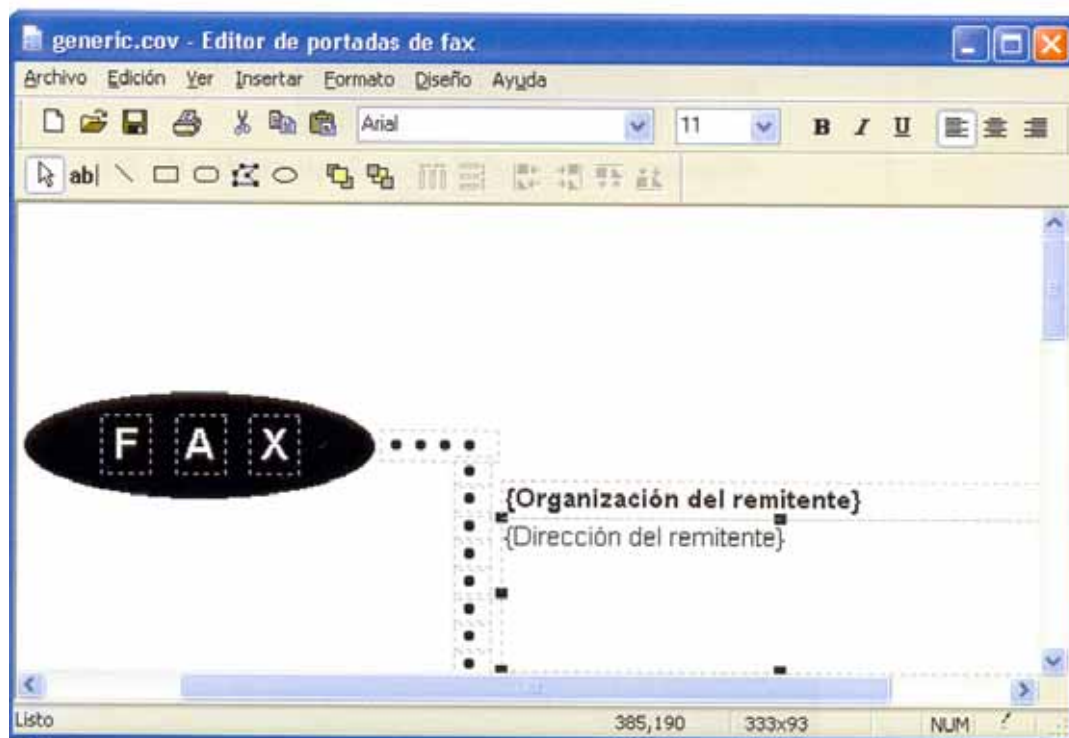 generic.cov - Editor de portadas de fax
Archivo Edición Ver Insertar Formato Diseño Ayuda
Arial 11 B I U
ab|
F A X
{Organización del remitente}
{Dirección del remitente}
Listo 385,190 333x93 NUM